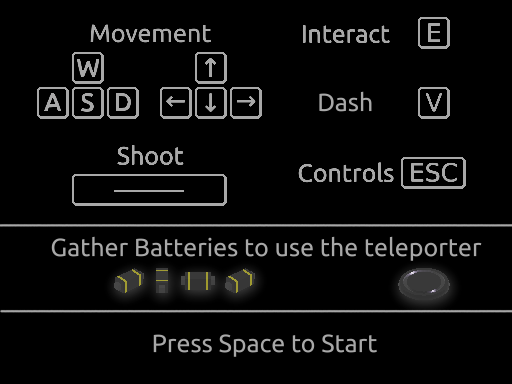 Movement
W
↑
A S D
← ↓ →
Shoot
Interact E
Dash V
Controls ESC
Gather Batteries to use the teleporter
Press Space to Start